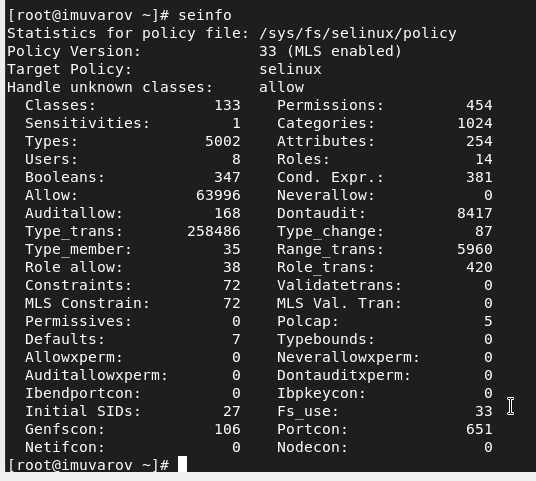 [root@imuvarov ~]# seinfo
Statistics for policy file: /sys/fs/selinux/policy
Policy Version:             33 (MLS enabled)
Target Policy:              selinux
Handle unknown classes:     allow
  Classes:             133    Permissions:         454
  Sensitivities:         1    Categories:         1024
  Types:              5002    Attributes:          254
  Users:                 8    Roles:                14
  Booleans:            347    Cond. Expr.:         381
  Allow:             63996    Neverallow:            0
  Auditallow:          168    Dontaudit:          8417
  Type_trans:       258486    Type_change:          87
  Type_member:          35    Range_trans:        5960
  Role allow:           38    Role_trans:          420
  Constraints:          72    Validatetrans:         0
  MLS Constrain:        72    MLS Val. Tran:         0
  Permissives:           0    Polcap:                5
  Defaults:              7    Typebounds:            0
  Allowxperm:            0    Neverallowxperm:       0
  Auditallowxperm:       0    Dontauditxperm:        0
  Ibendportcon:          0    Ibpkeycon:             0
  Initial SIDs:         27    Fs_use:               33
  Genfscon:            106    Portcon:             651
  Netifcon:              0    Nodecon:               0
[root@imuvarov ~]#